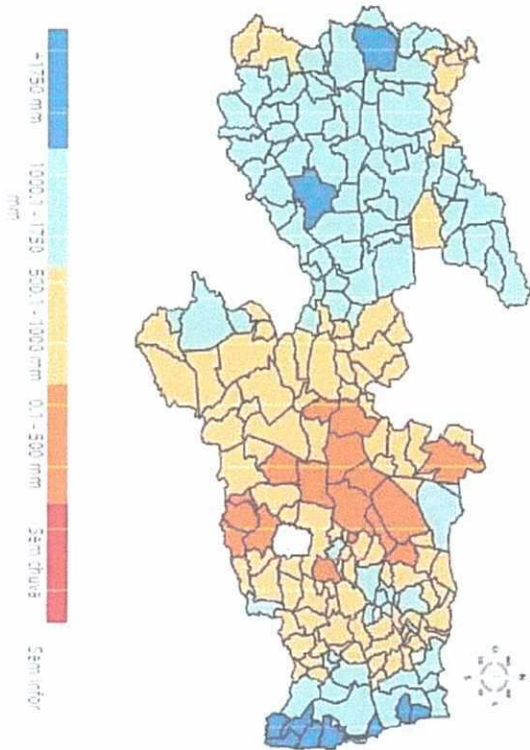 +1750 mm
1000,1 - 1750 mm
500,1 - 1000 mm
0,1 - 500 mm
Sem chuva
Sem infor
N
S